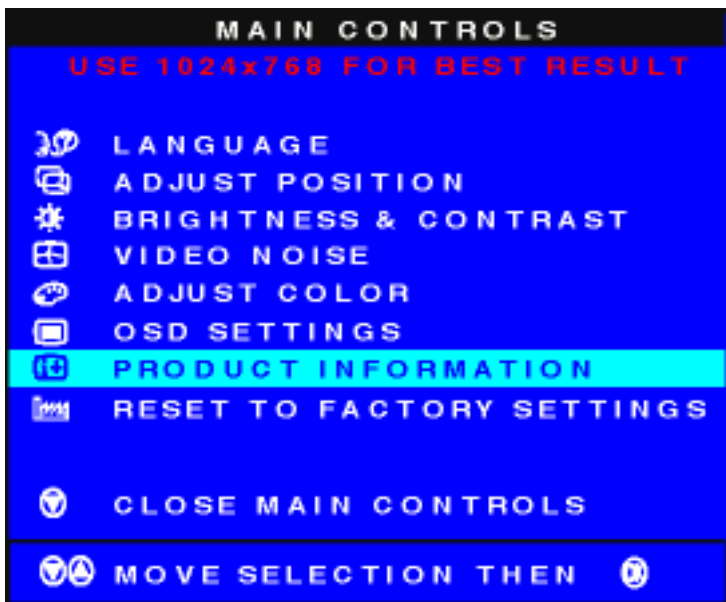 MAIN CONTROLS
USE 1024x768 FOR BEST RESULT
LANGUAGE
ADJUST POSITION
BRIGHTNESS & CONTRAST
VIDEO NOISE
ADJUST COLOR
OSD SETTINGS
PRODUCT INFORMATION
RESET TO FACTORY SETTINGS
CLOSE MAIN CONTROLS
MOVE SELECTION THEN